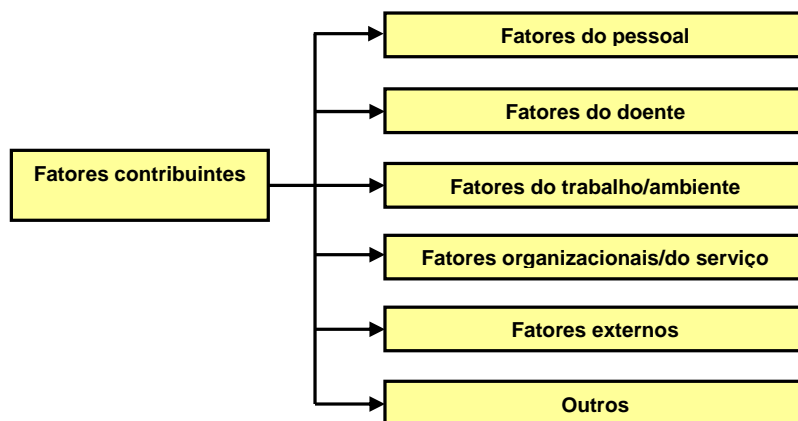 Fatores do pessoal
Fatores do doente
Fatores contribuintes
Fatores do trabalho/ambiente
Fatores organizacionais/do serviço
Fatores externos
Outros